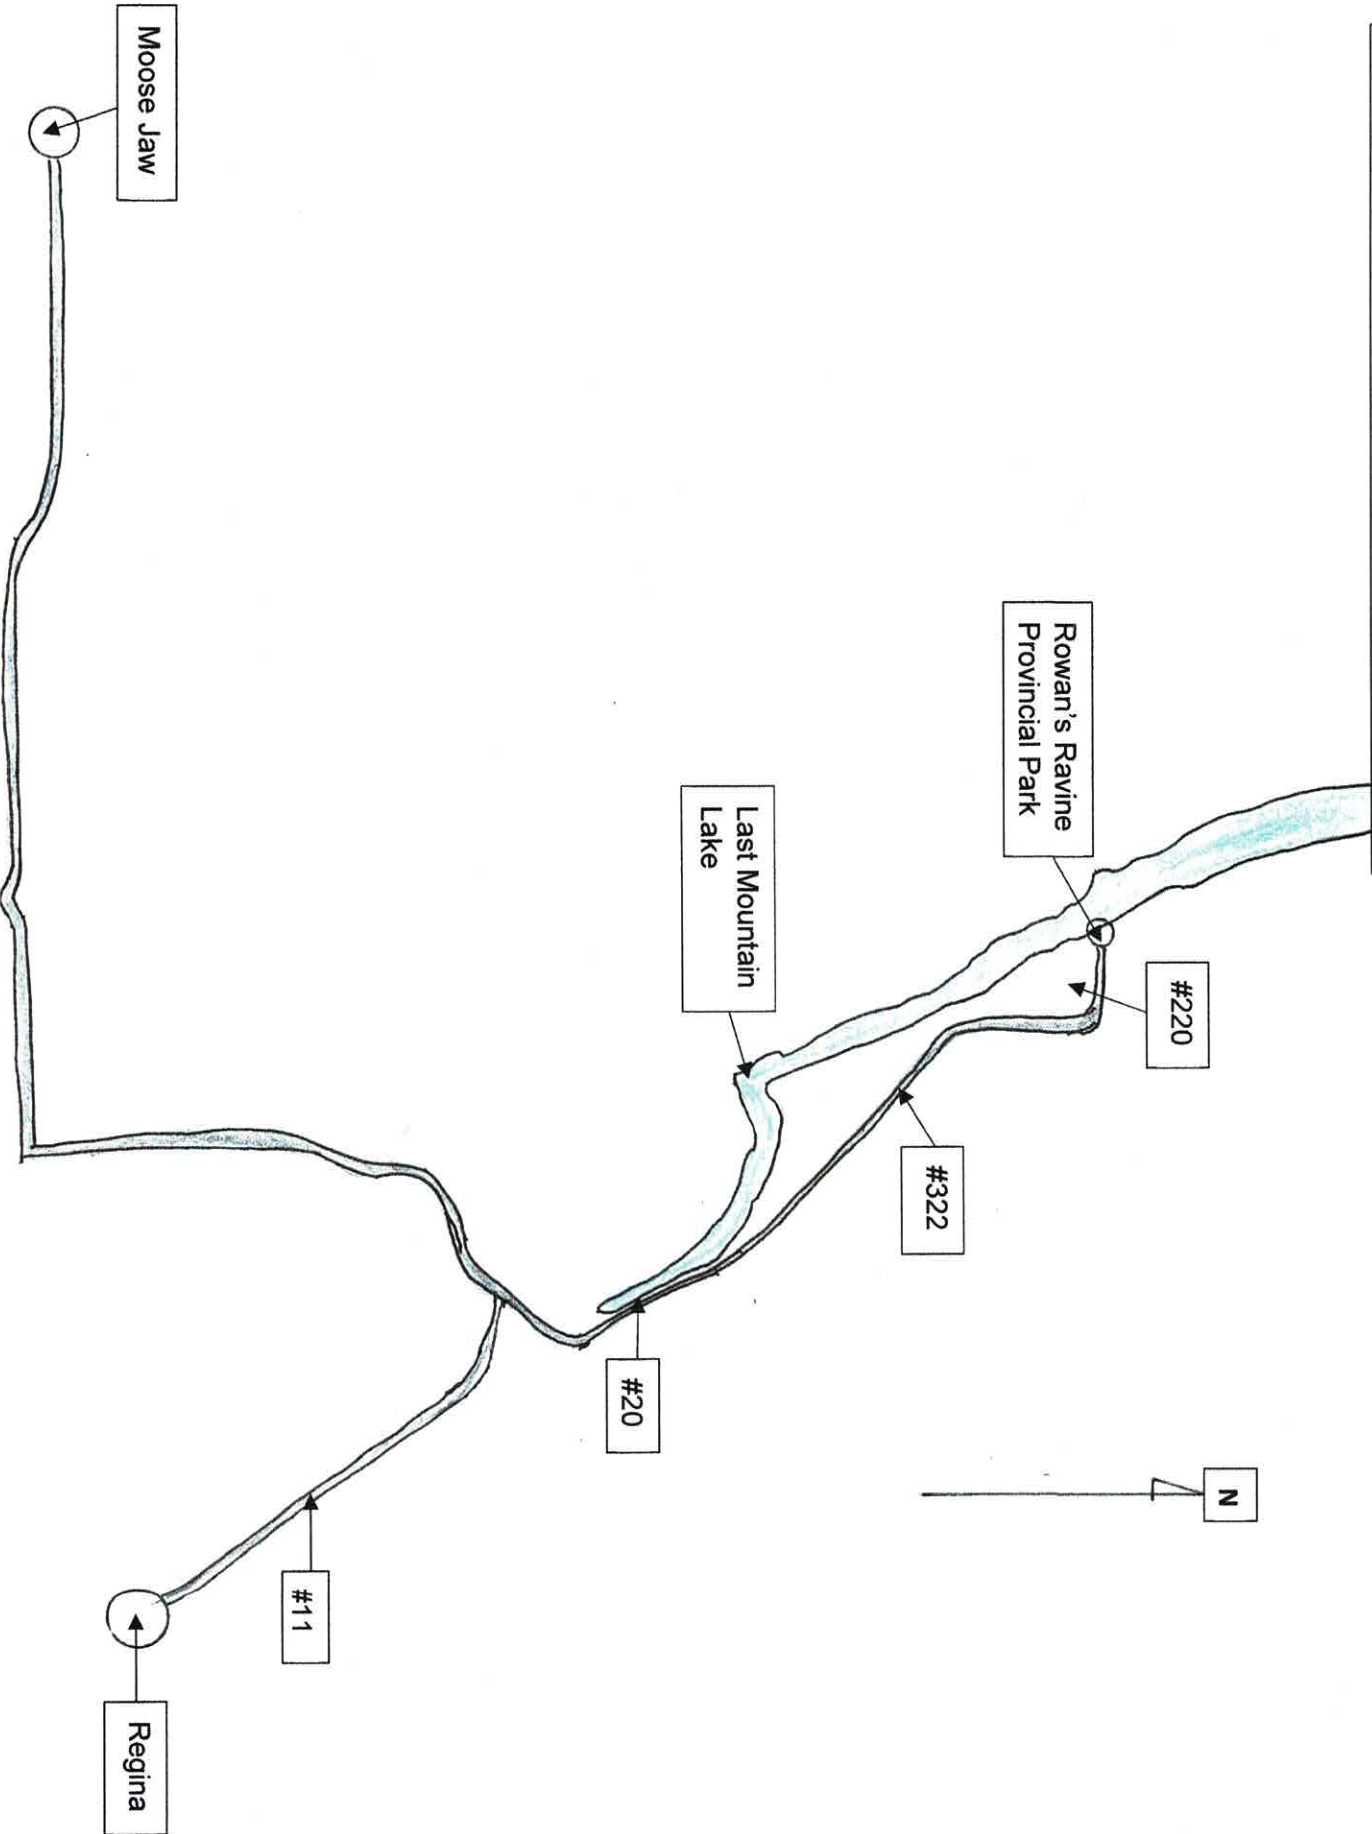 N
#220
Rowan's Ravine
Provincial Park
#322
Last Mountain
Lake
#20
#11
Moose Jaw
Regina